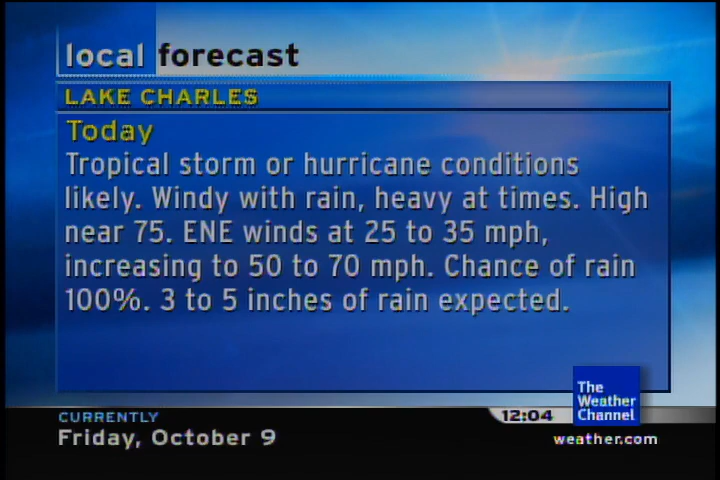 local forecast
LAKE CHARLES
Today
Tropical storm or hurricane conditions
likely. Windy with rain, heavy at times. High
near 75. ENE winds at 25 to 35 mph,
increasing to 50 to 70 mph. Chance of rain
100%. 3 to 5 inches of rain expected.
The
Weather
Channel
CURRENTLY
12:04
Friday, October 9
weather.com